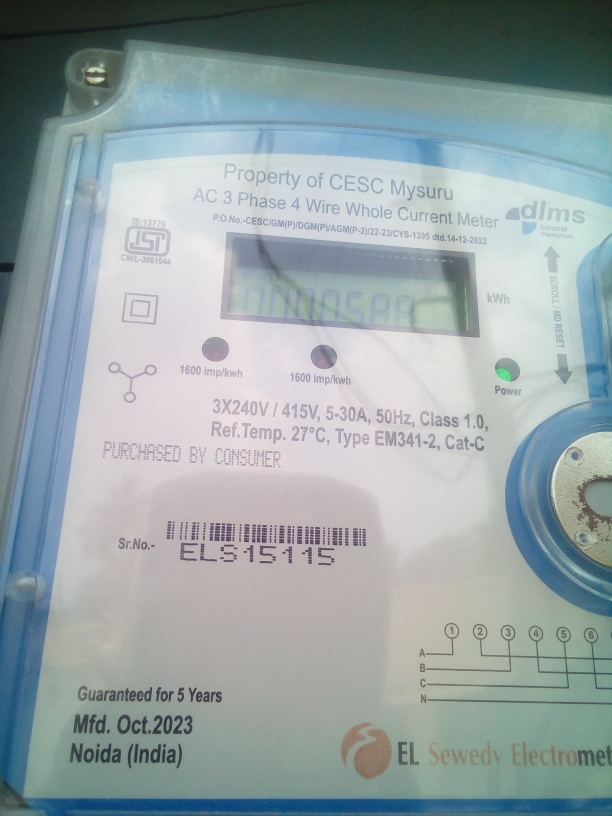 Property of CESC Mysuru
AC 3 Phase 4 Wire Whole Current Meter
P.O.No.-CESC/GM(P)/DGM(P)/AGM(P-2)/22-23/CYS-1395 dtd.14-12-2022
dlms
COSEM
Compliant
IS:13779
ISI
CM/L-3061944
kWh
SCROLL / MD RESET
1600 imp/kwh
1600 imp/kwh
Power
3X240V / 415V, 5-30A, 50Hz, Class 1.0,
Ref.Temp. 27°C, Type EM341-2, Cat-C
PURCHASED BY CONSUMER
Sr.No.-
ELS15115
1 2 3 4 5 6
A
B
C
N
Guaranteed for 5 Years
Mfd. Oct.2023
Noida (India)
EL Sewedy Electromet